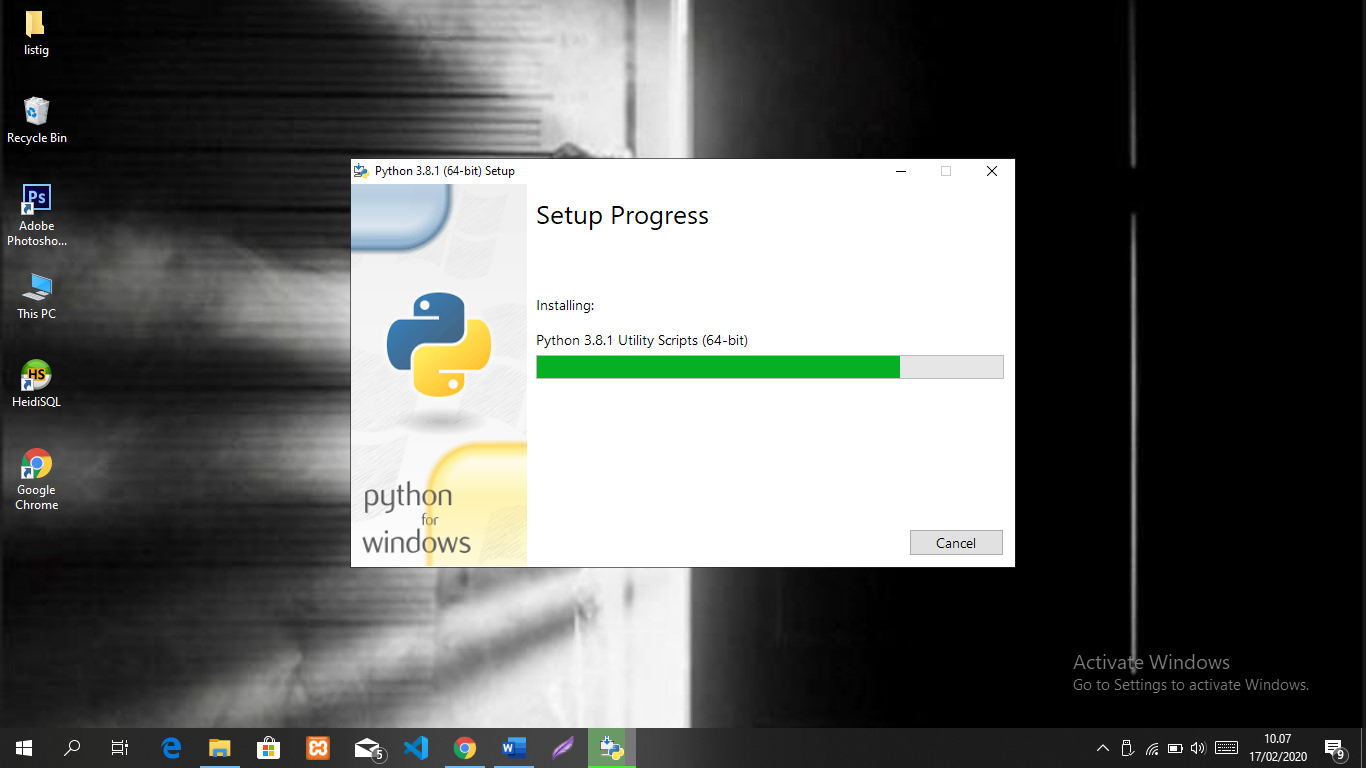 listig
Recycle Bin
Ps
Adobe
Photosho...
This PC
HS
HeidiSQL
Google
Chrome
Python 3.8.1 (64-bit) Setup
Setup Progress
Installing:
Python 3.8.1 Utility Scripts (64-bit)
python
for
windows
Cancel
Activate Windows
Go to Settings to activate Windows.
5
W
10.07
17/02/2020
9